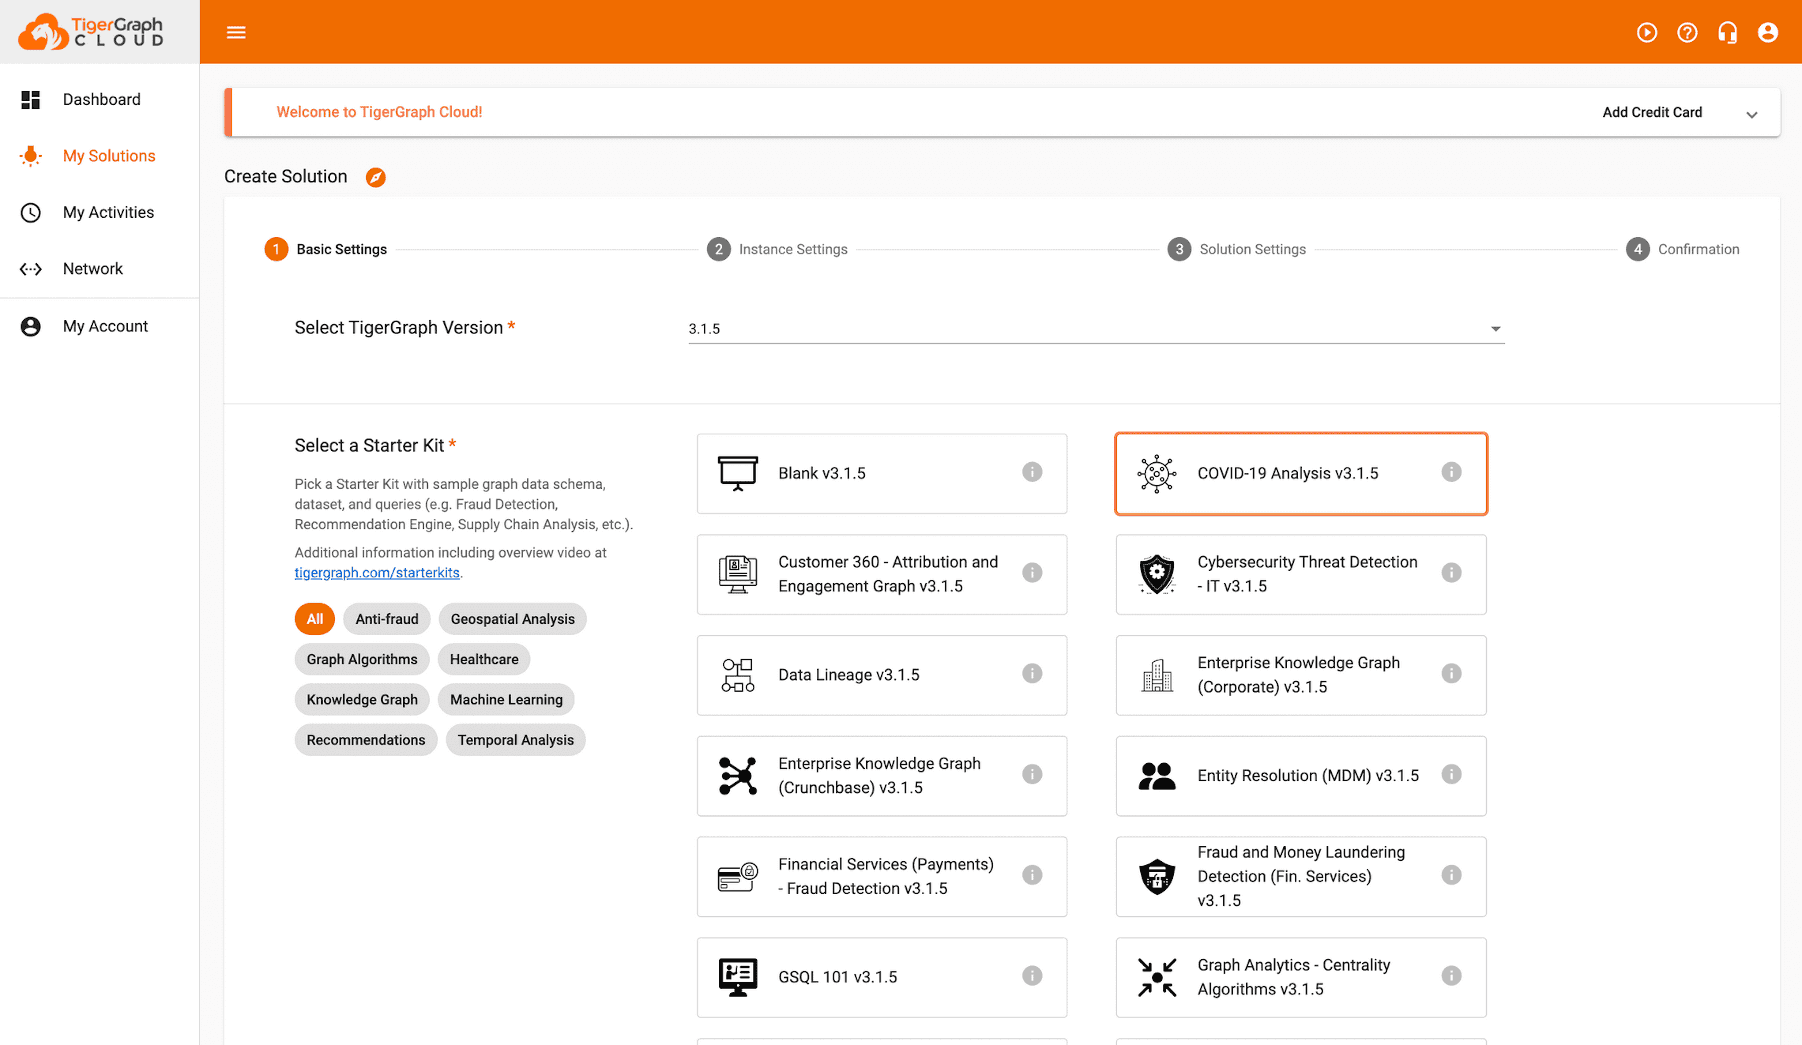 TigerGraph
CLOUD
Dashboard
My Solutions
My Activities
Network
My Account
Welcome to TigerGraph Cloud!
Add Credit Card
Create Solution
1 Basic Settings
2 Instance Settings
3 Solution Settings
4 Confirmation
Select TigerGraph Version *
3.1.5
Select a Starter Kit *
Pick a Starter Kit with sample graph data schema,
dataset, and queries (e.g. Fraud Detection,
Recommendation Engine, Supply Chain Analysis, etc.).
Additional information including overview video at
tigergraph.com/starterkits.
All
Anti-fraud
Geospatial Analysis
Graph Algorithms
Healthcare
Knowledge Graph
Machine Learning
Recommendations
Temporal Analysis
Blank v3.1.5
COVID-19 Analysis v3.1.5
Customer 360 - Attribution and
Engagement Graph v3.1.5
Cybersecurity Threat Detection
- IT v3.1.5
Data Lineage v3.1.5
Enterprise Knowledge Graph
(Corporate) v3.1.5
Enterprise Knowledge Graph
(Crunchbase) v3.1.5
Entity Resolution (MDM) v3.1.5
Financial Services (Payments)
- Fraud Detection v3.1.5
Fraud and Money Laundering
Detection (Fin. Services)
v3.1.5
GSQL 101 v3.1.5
Graph Analytics - Centrality
Algorithms v3.1.5